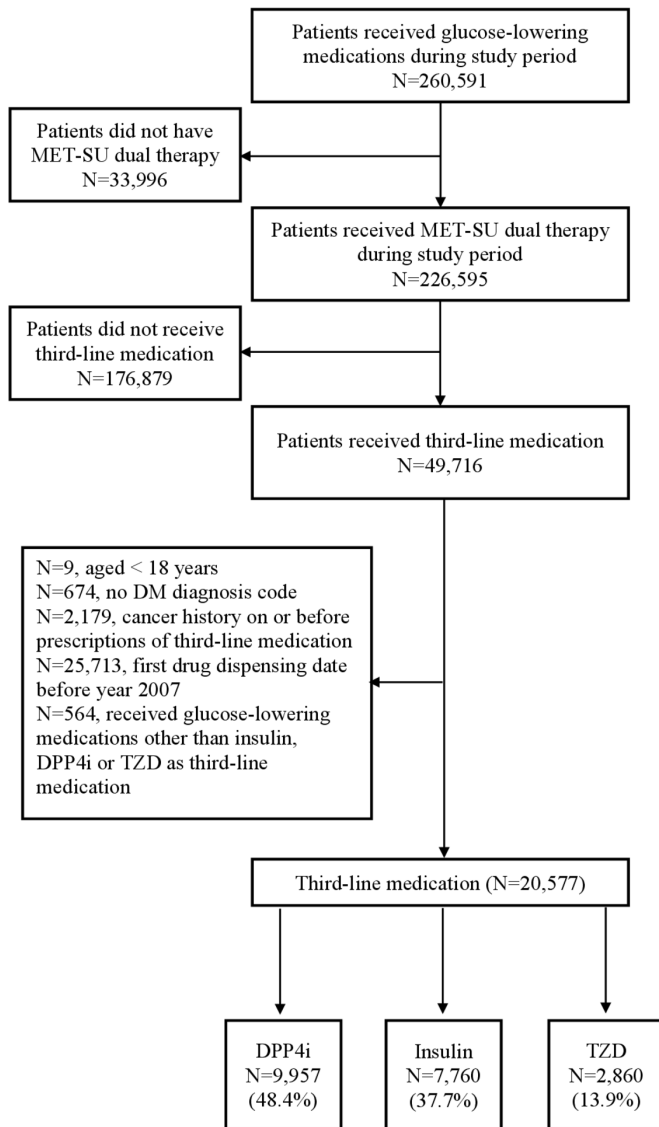 Patients received glucose-lowering
medications during study period
N=260,591
Patients did not have
MET-SU dual therapy
N=33,996
Patients received MET-SU dual therapy
during study period
N=226,595
Patients did not receive
third-line medication
N=176,879
Patients received third-line medication
N=49,716
N=9, aged < 18 years
N=674, no DM diagnosis code
N=2,179, cancer history on or before
prescriptions of third-line medication
N=25,713, first drug dispensing date
before year 2007
N=564, received glucose-lowering
medications other than insulin,
DPP4i or TZD as third-line
medication
Third-line medication (N=20,577)
DPP4i
N=9,957
(48.4%)
Insulin
N=7,760
(37.7%)
TZD
N=2,860
(13.9%)